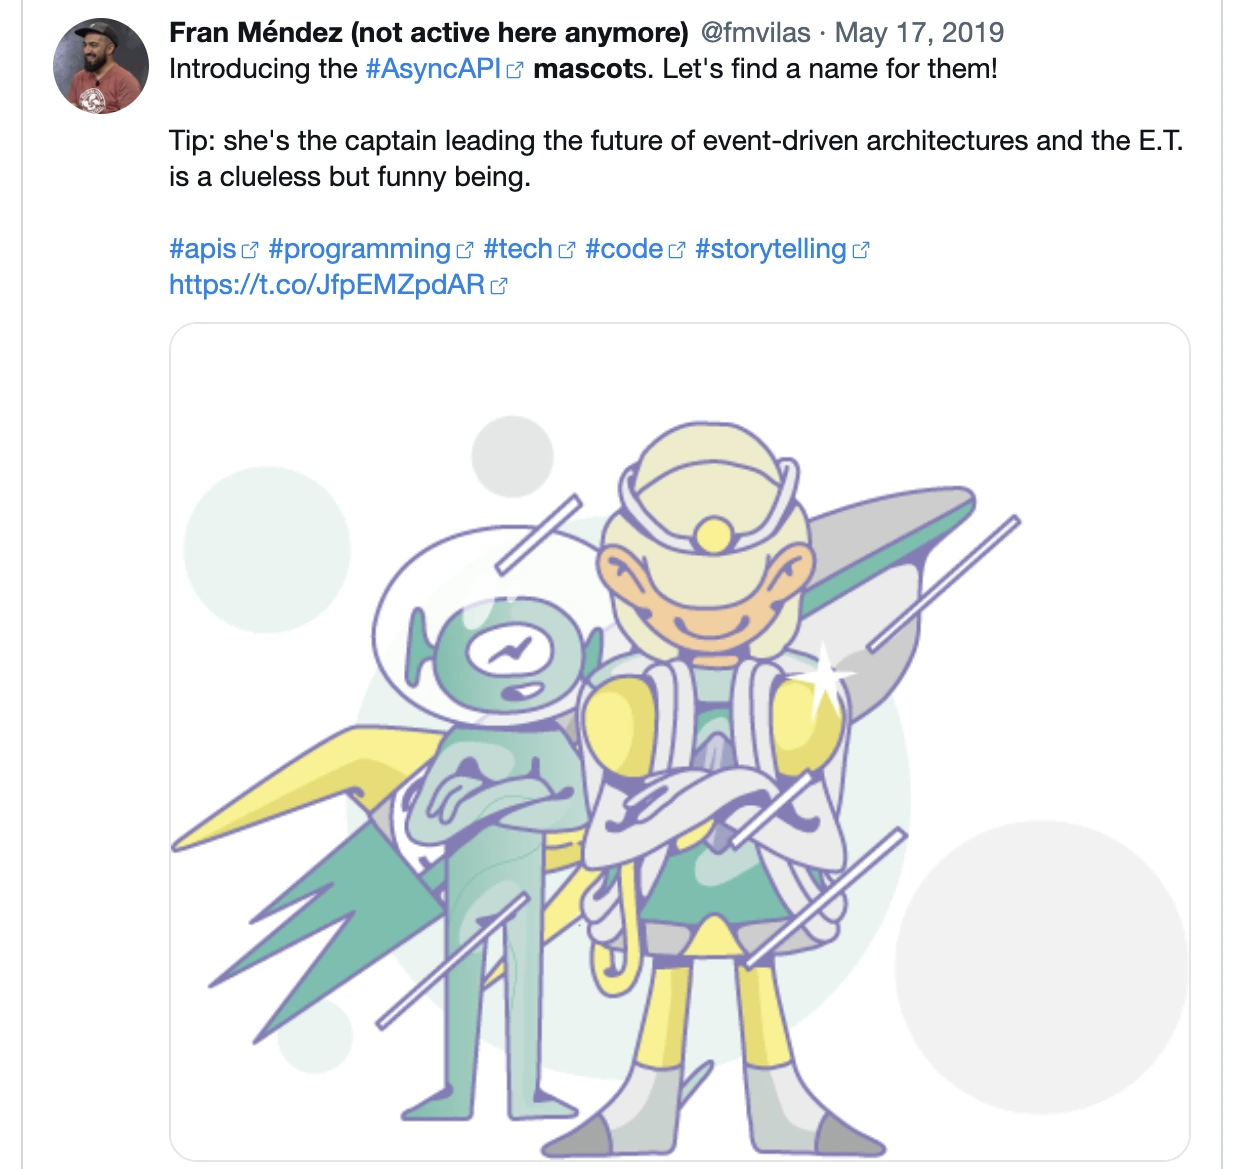 Fran Méndez (not active here anymore) @fmvilas · May 17, 2019
Introducing the #AsyncAPI mascots. Let's find a name for them!
Tip: she's the captain leading the future of event-driven architectures and the E.T.
is a clueless but funny being.
#apis #programming #tech #code #storytelling
https://t.co/JfpEMZpdAR